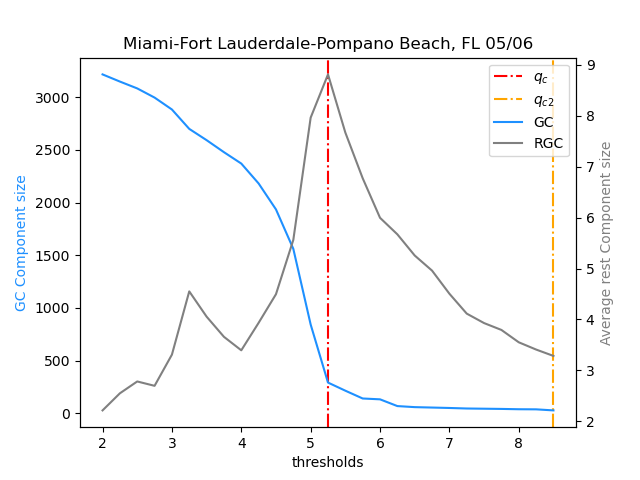 Miami-Fort Lauderdale-Pompano Beach, FL 05/06
GC Component size
3000
2500
2000
1500
1000
500
0
2
3
4
5
6
7
8
thresholds
9
8
7
6
5
4
3
2
Average rest Component size
qc
qc2
GC
RGC